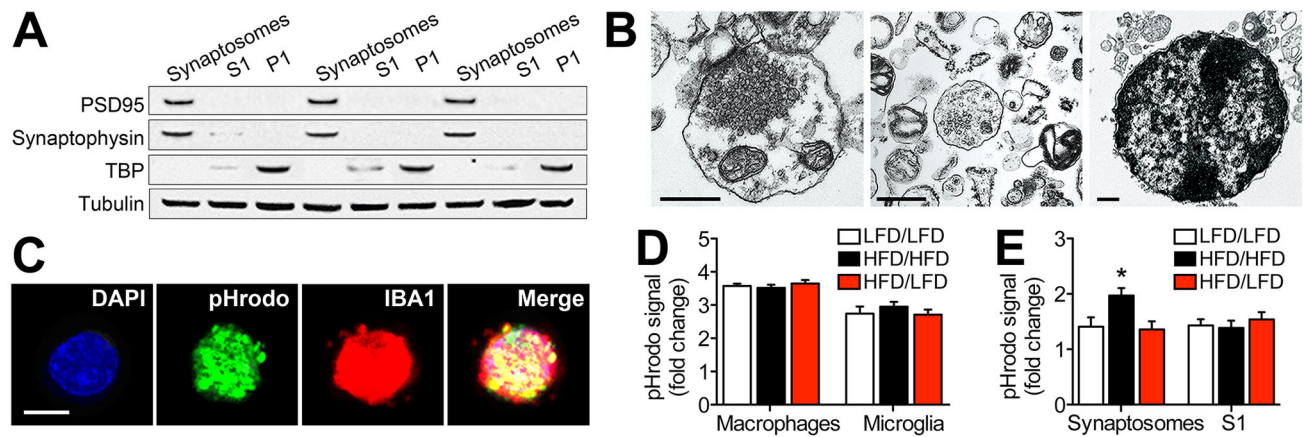 A
Synaptosomes S1 P1 Synaptosomes S1 P1 Synaptosomes S1 P1
PSD95
Synaptophysin
TBP
Tubulin
B
C
DAPI pHrodo IBA1 Merge
D
pHrodo signal
(fold change)
5
4
3
2
1
0
LFD/LFD
HFD/HFD
HFD/LFD
Macrophages Microglia
E
pHrodo signal
(fold change)
3
2
1
0
LFD/LFD
HFD/HFD
HFD/LFD
*
Synaptosomes S1